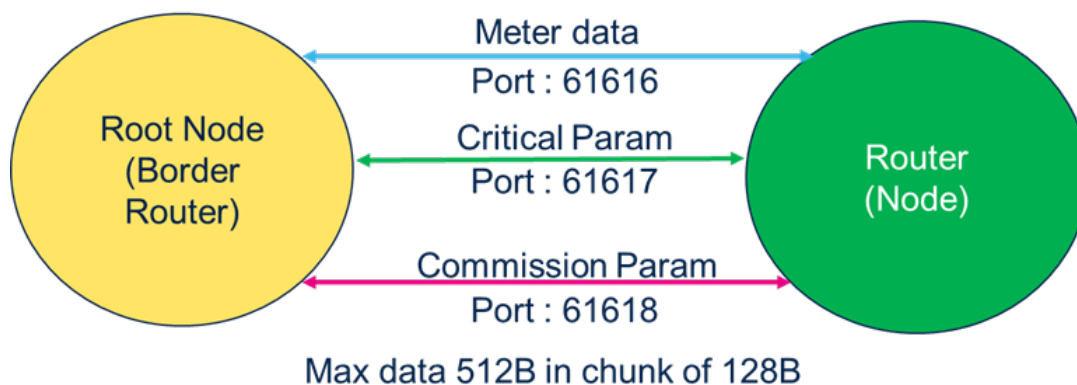 Meter data
Port : 61616
Root Node
(Border
Router)
Critical Param
Port : 61617
Router
(Node)
Commission Param
Port : 61618
Max data 512B in chunk of 128B